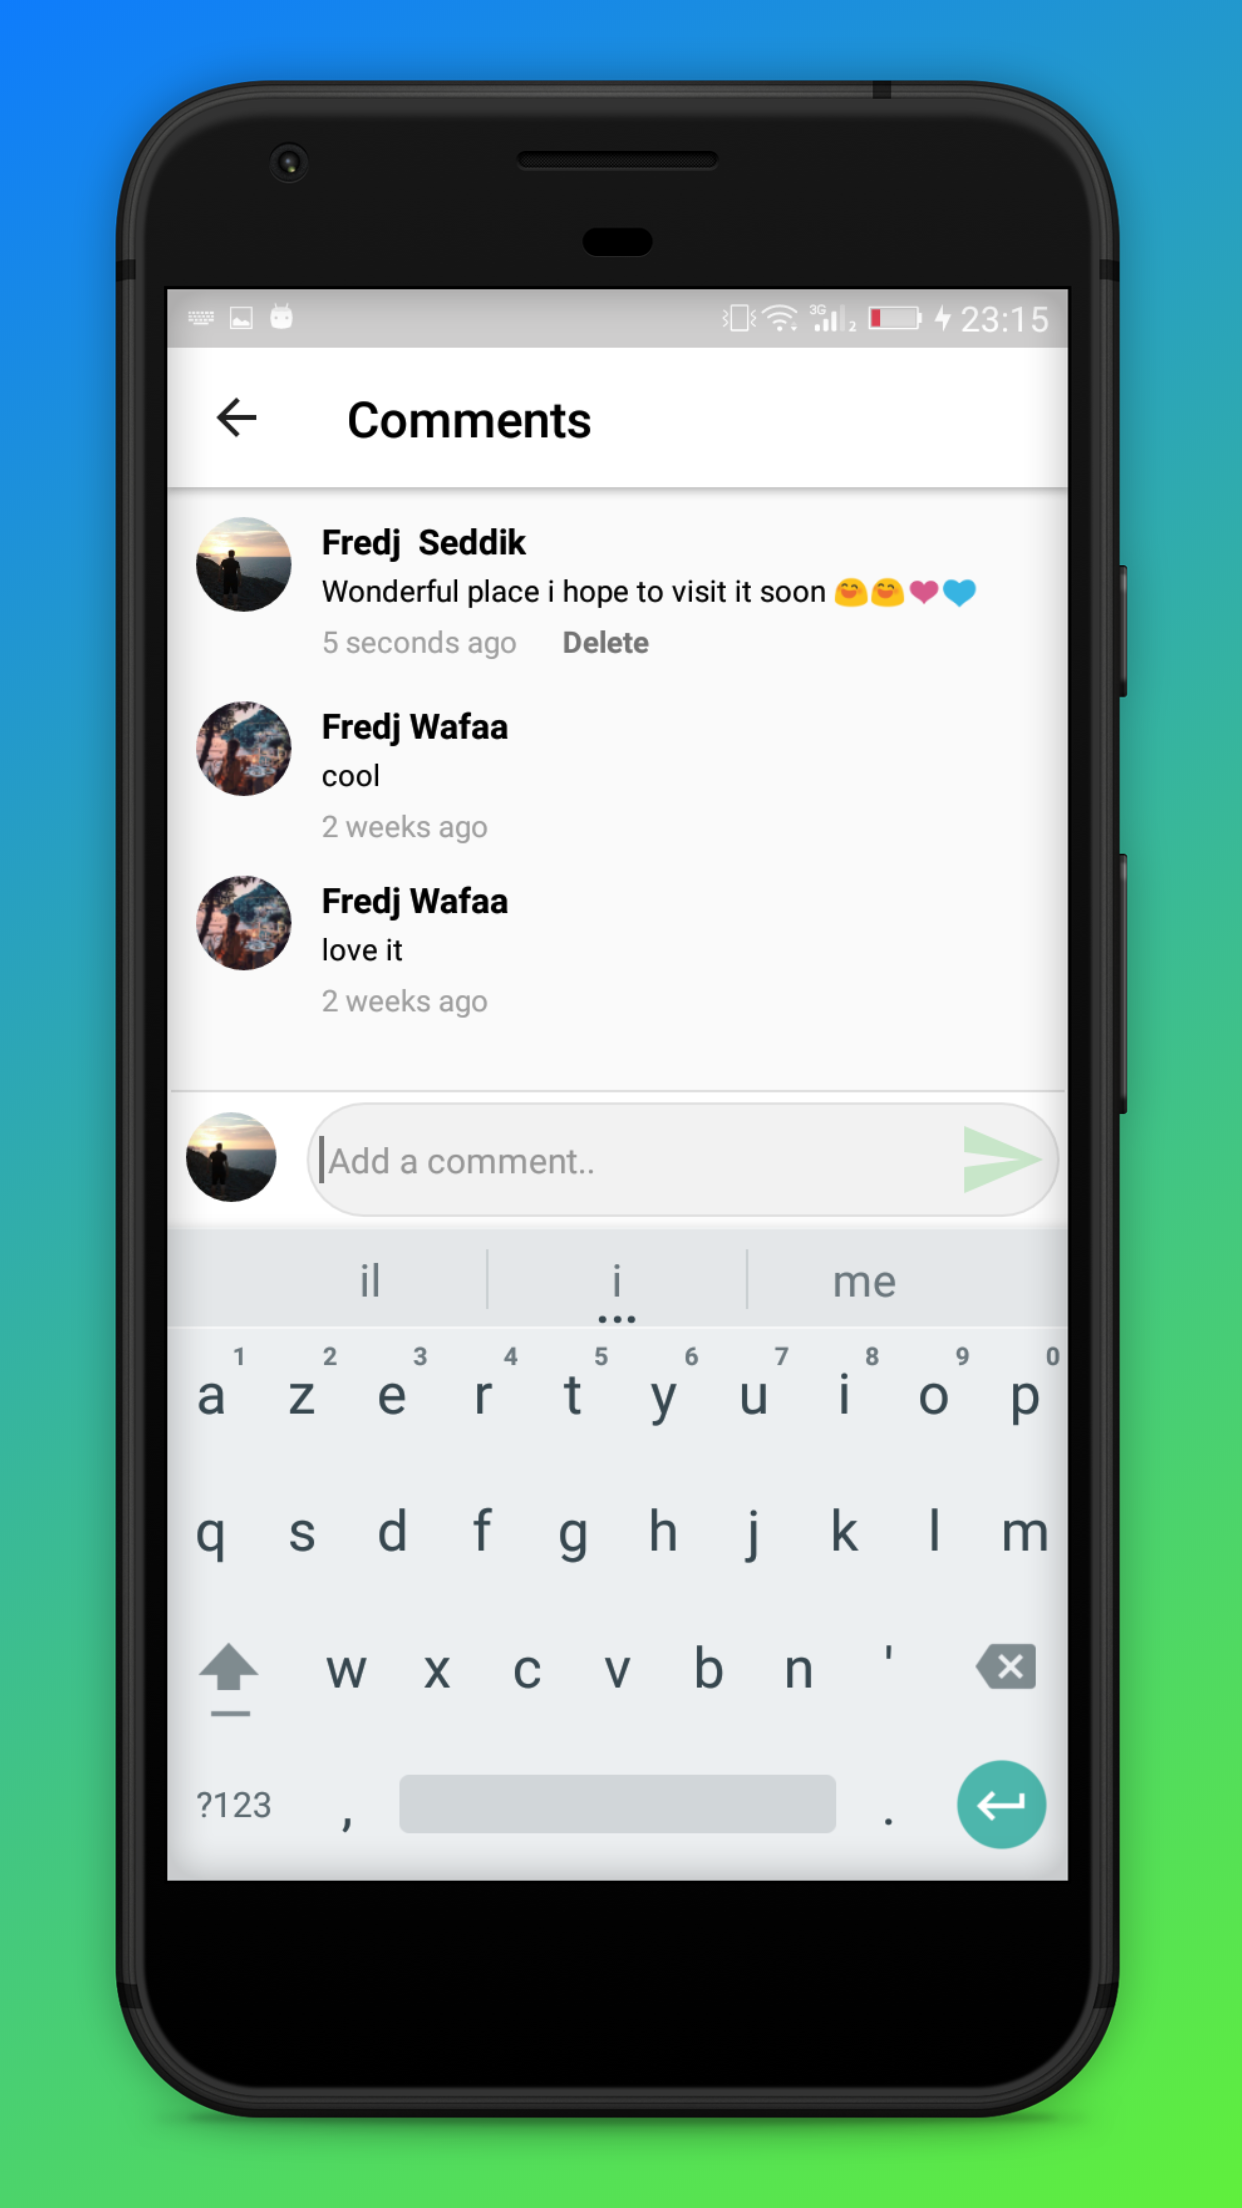 3G 2 23:15
Comments
Fredj Seddik
Wonderful place i hope to visit it soon 😄😄❤💙
5 seconds ago Delete
Fredj Wafaa
cool
2 weeks ago
Fredj Wafaa
love it
2 weeks ago
Add a comment..
il i me
1 2 3 4 5 6 7 8 9 0
a z e r t y u i o p
q s d f g h j k l m
w x c v b n '
?123 , .